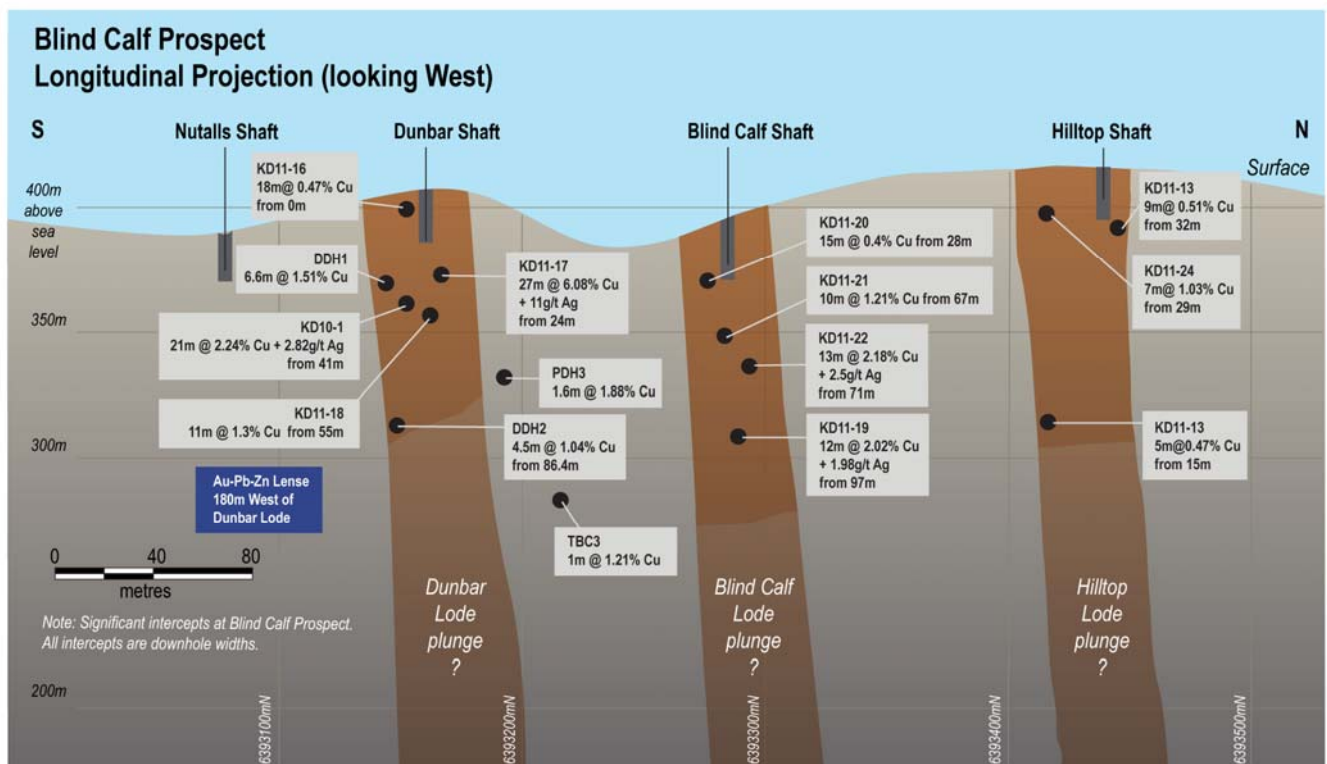 Blind Calf Prospect
Longitudinal Projection (looking West)
S
Nutalls Shaft
Dunbar Shaft
Blind Calf Shaft
Hilltop Shaft
N
Surface
400m
above
sea
level
350m
300m
200m
KD11-16
18m@ 0.47% Cu
from 0m
DDH1
6.6m @ 1.51% Cu
KD10-1
21m @ 2.24% Cu + 2.82g/t Ag
from 41m
KD11-18
11m @ 1.3% Cu from 55m
KD11-17
27m @ 6.08% Cu
+ 11g/t Ag
from 24m
PDH3
1.6m @ 1.88% Cu
DDH2
4.5m @ 1.04% Cu
from 86.4m
TBC3
1m @ 1.21% Cu
KD11-20
15m @ 0.4% Cu from 28m
KD11-21
10m @ 1.21% Cu from 67m
KD11-22
13m @ 2.18% Cu
+ 2.5g/t Ag
from 71m
KD11-19
12m @ 2.02% Cu
+ 1.98g/t Ag
from 97m
KD11-13
9m @ 0.51% Cu
from 32m
KD11-24
7m @ 1.03% Cu
from 29m
KD11-13
5m@0.47% Cu
from 15m
Au-Pb-Zn Lense
180m West of
Dunbar Lode
0 40 80
metres
Note: Significant intercepts at Blind Calf Prospect.
All intercepts are downhole widths.
Dunbar
Lode
plunge
?
Blind Calf
Lode
plunge
?
Hilltop
Lode
plunge
?
6393100mN
6393200mN
6393300mN
6393400mN
6393500mN